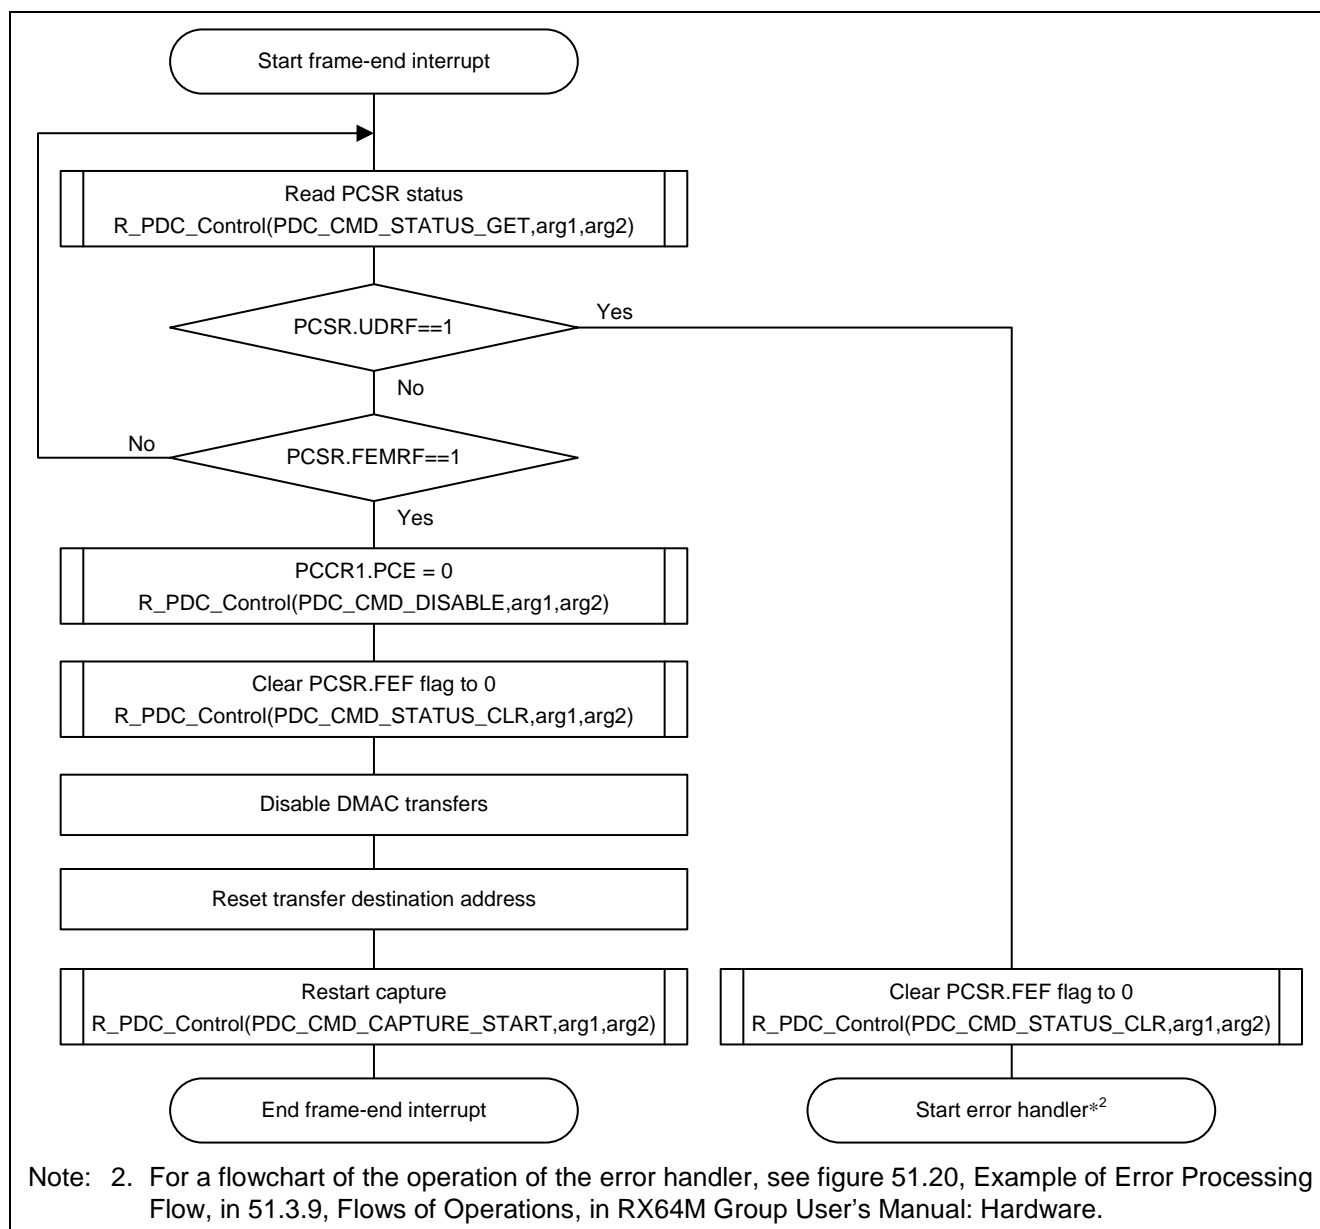 Start frame-end interrupt
Read PCSR status
R_PDC_Control(PDC_CMD_STATUS_GET,arg1,arg2)
PCSR.UDRF==1
Yes
No
PCSR.FEMRF==1
No
Yes
PCCR1.PCE = 0
R_PDC_Control(PDC_CMD_DISABLE,arg1,arg2)
Clear PCSR.FEF flag to 0
R_PDC_Control(PDC_CMD_STATUS_CLR,arg1,arg2)
Disable DMAC transfers
Reset transfer destination address
Restart capture
R_PDC_Control(PDC_CMD_CAPTURE_START,arg1,arg2)
End frame-end interrupt
Clear PCSR.FEF flag to 0
R_PDC_Control(PDC_CMD_STATUS_CLR,arg1,arg2)
Start error handler*2
Note: 2. For a flowchart of the operation of the error handler, see figure 51.20, Example of Error Processing
Flow, in 51.3.9, Flows of Operations, in RX64M Group User's Manual: Hardware.